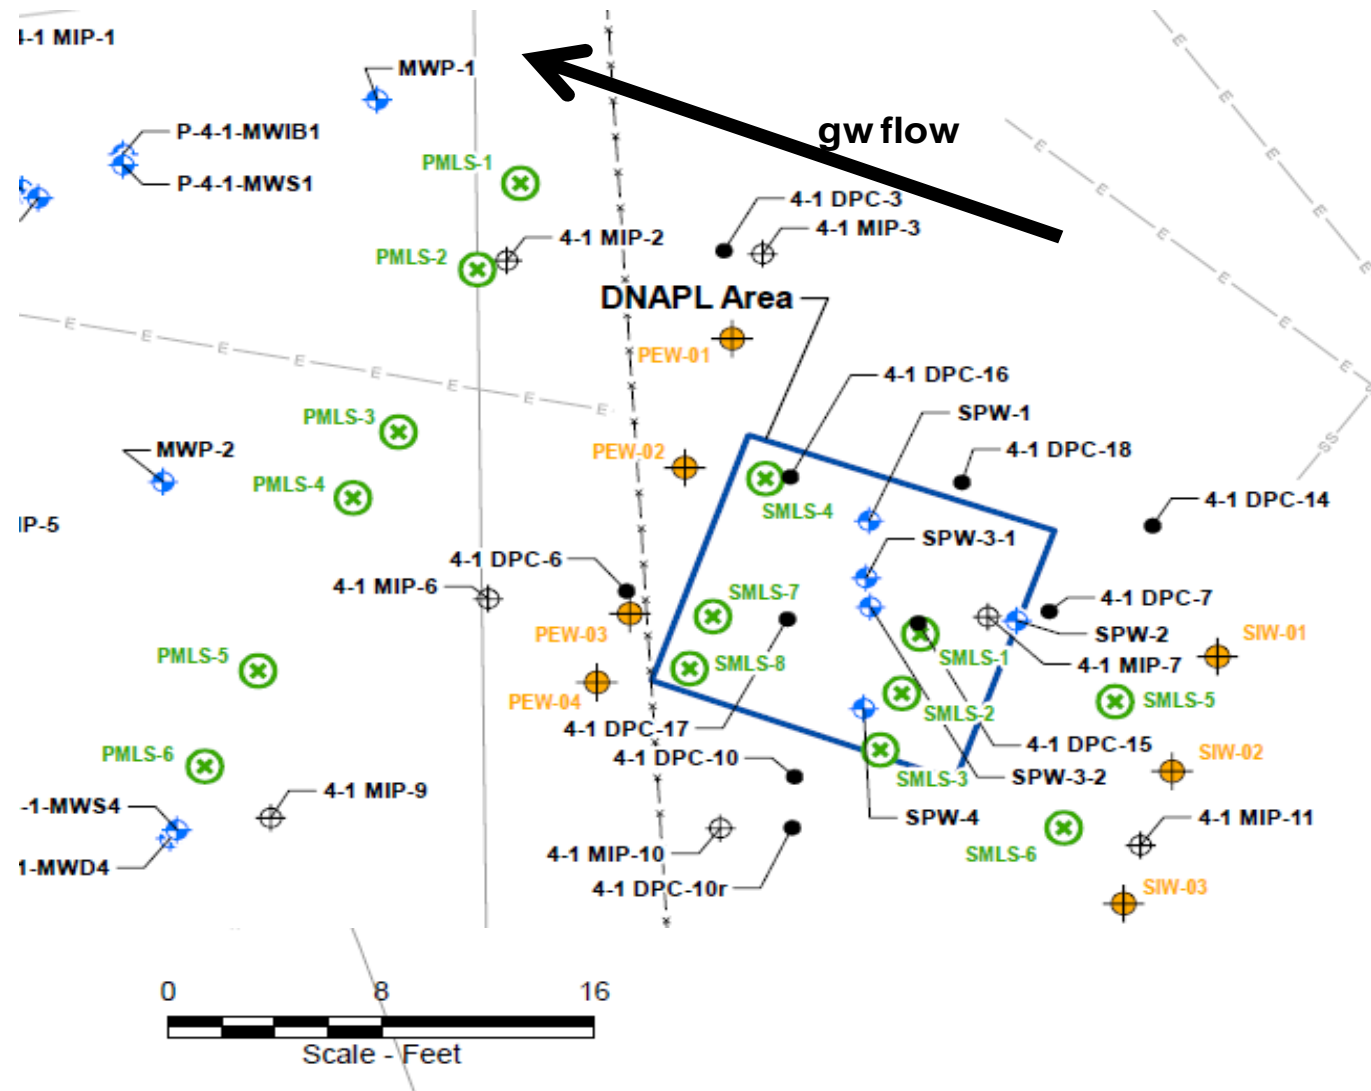 4-1 MIP-1
MWP-1
gw flow
P-4-1-MWIB1
PMLS-1
P-4-1-MWS1
4-1 DPC-3
4-1 MIP-2
4-1 MIP-3
PMLS-2
DNAPL Area
E E E E E E E E
E E E E E E E
E E E E E
PEW-01
4-1 DPC-16
SPW-1
PMLS-3
MWP-2
PEW-02
4-1 DPC-18
SS
PMLS-4
4-1 DPC-14
SMLS-4
IP-5
SPW-3-1
4-1 DPC-6
4-1 MIP-6
SMLS-7
4-1 DPC-7
PEW-03
SPW-2
SIW-01
PMLS-5
SMLS-8
SMLS-1
4-1 MIP-7
PEW-04
SMLS-5
SMLS-2
4-1 DPC-17
4-1 DPC-15
PMLS-6
4-1 DPC-10
SIW-02
SMLS-3
SPW-3-2
4-1 MIP-9
-1-MWS4
SPW-4
4-1 MIP-11
4-1 MIP-10
SMLS-6
1-MWD4
4-1 DPC-10r
SIW-03
0 8 16
Scale - Feet